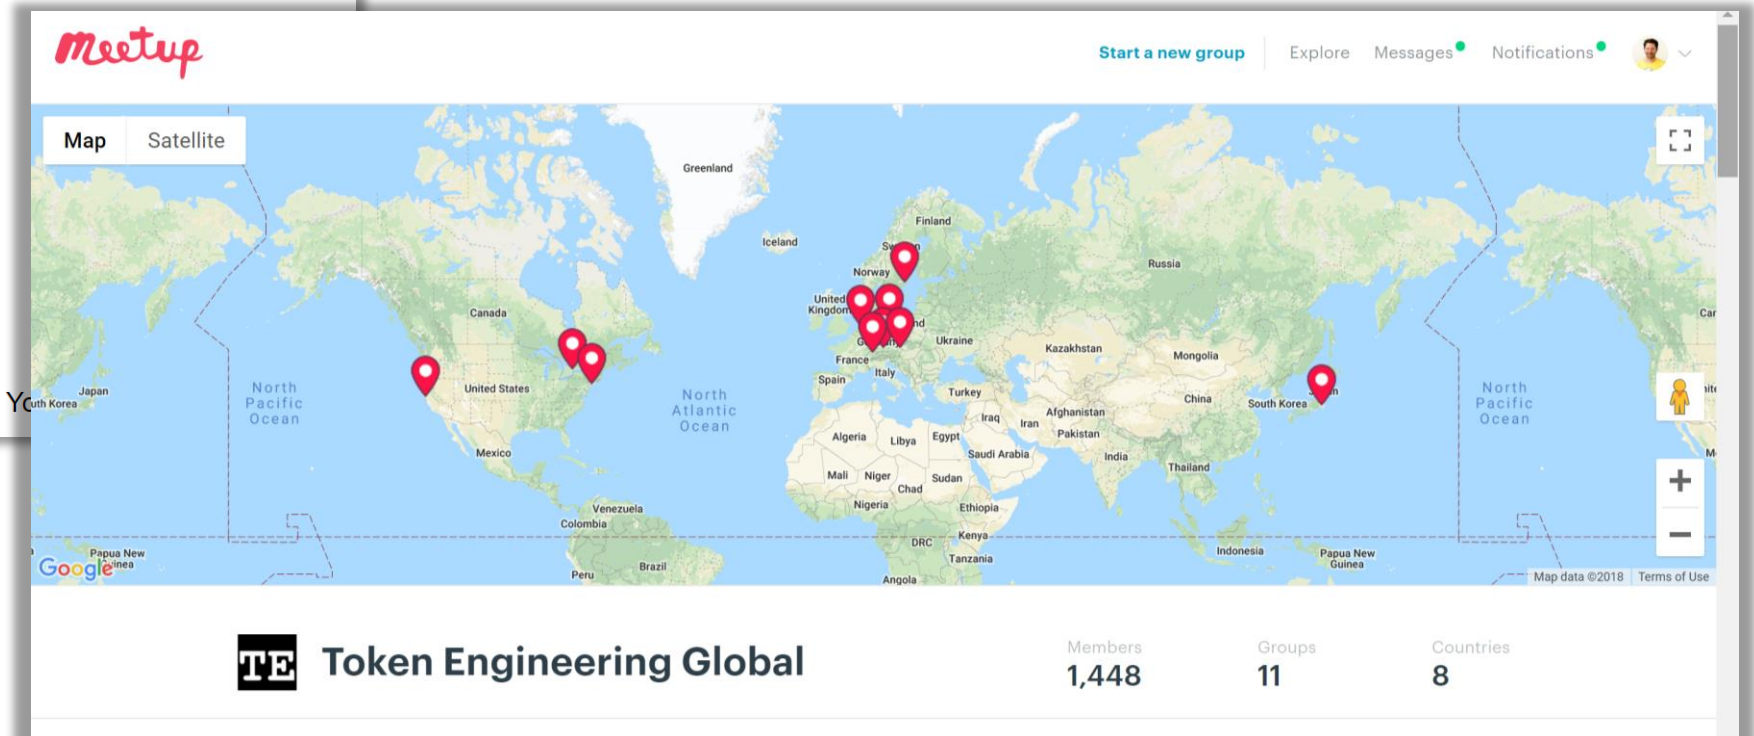 Meetup
Start a new group
Explore
Messages
Notifications
Map
Satellite
Greenland
Iceland
Finland
Norway
Russia
United
Kingdom
Canada
Ukraine
Kazakhstan
Mongolia
France
Italy
Spain
United States
Turkey
China
South Korea
Japan
North
Pacific
Ocean
North
Atlantic
Ocean
North
Pacific
Ocean
Iraq
Iran
Afghanistan
Pakistan
Algeria
Libya
Egypt
Saudi Arabia
India
Thailand
Mexico
Mali
Niger
Chad
Sudan
Nigeria
Ethiopia
Venezuela
Colombia
DRC
Kenya
Tanzania
Indonesia
Papua New
Guinea
Papua New
Brazil
Peru
Angola
Google
Map data ©2018
Terms of Use
TE
Token Engineering Global
Members
1,448
Groups
11
Countries
8